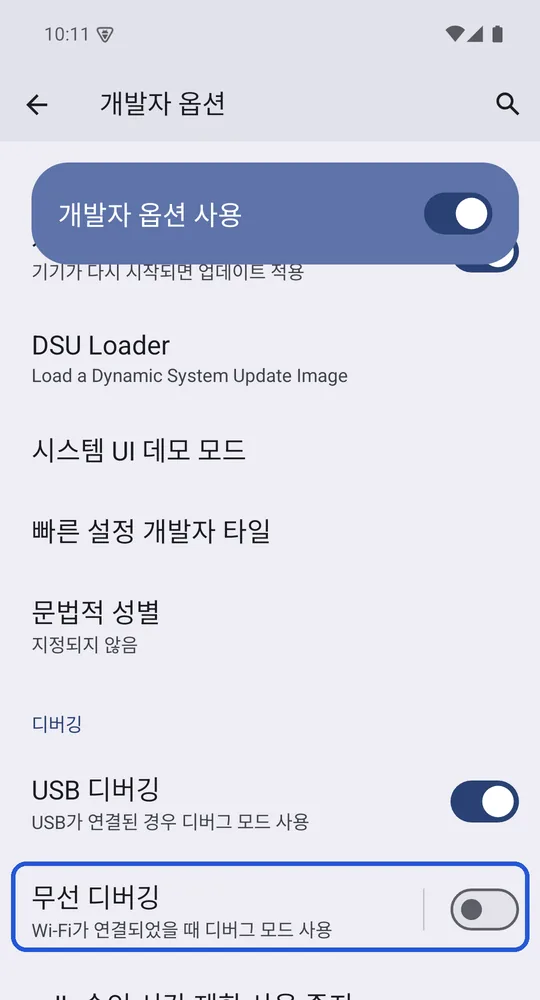 10:11
개발자 옵션
개발자 옵션 사용
기기가 다시 시작되면 업데이트 적용
DSU Loader
Load a Dynamic System Update Image
시스템 UI 데모 모드
빠른 설정 개발자 타일
문법적 성별
지정되지 않음
디버깅
USB 디버깅
USB가 연결된 경우 디버그 모드 사용
무선 디버깅
Wi-Fi가 연결되었을 때 디버그 모드 사용